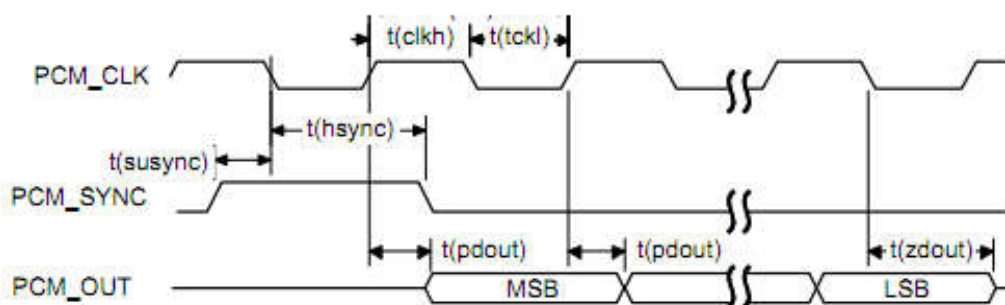 t(clkh) t(tckl)
PCM_CLK
t(hsync)
t(susync)
PCM_SYNC
t(pdout) t(pdout) t(zdout)
PCM_OUT MSB LSB